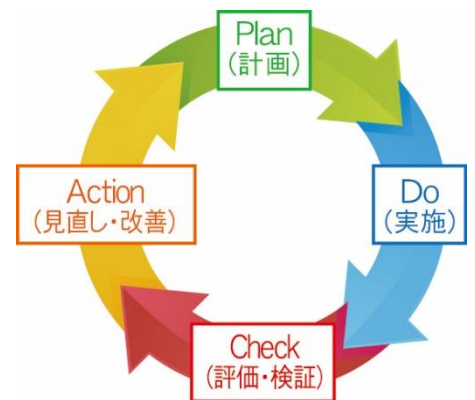 Plan
(計画)
Do
(実施)
Check
(評価・検証)
Action
(見直し・改善)